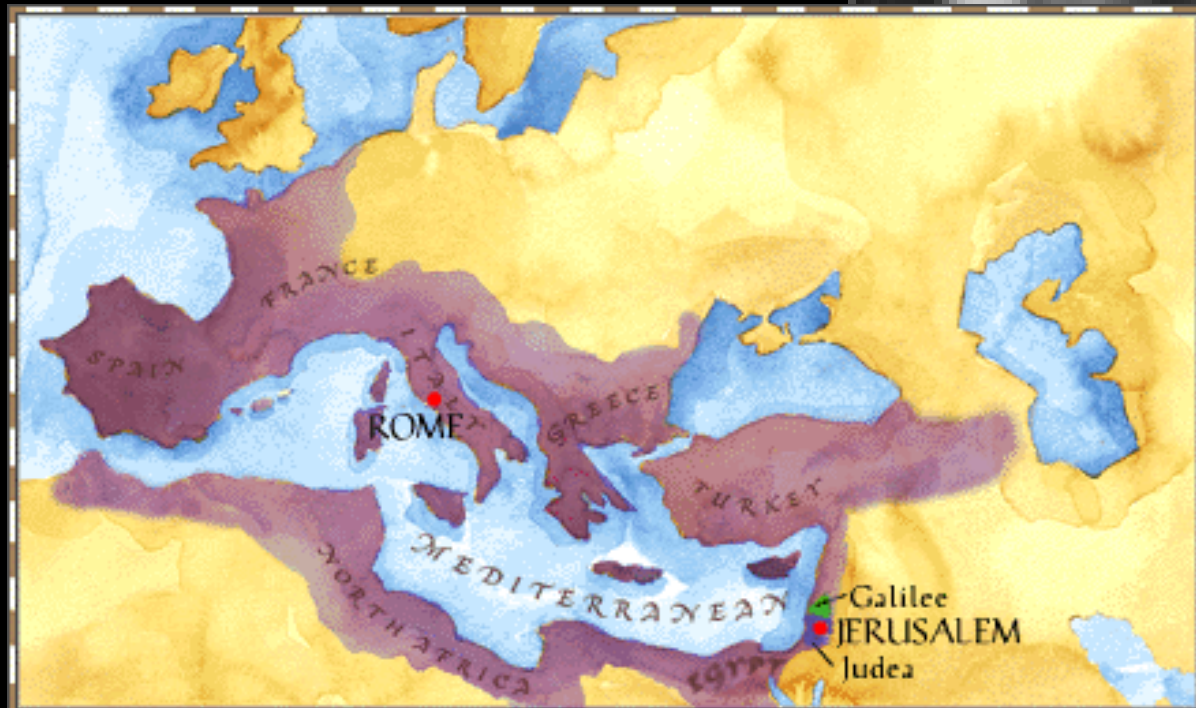 FRANCE
SPAIN
ITALY
ROME
GREECE
TURKEY
MEDITERRANEAN
NORTH AFRICA
EGYPT
Galilee
JERUSALEM
Judea